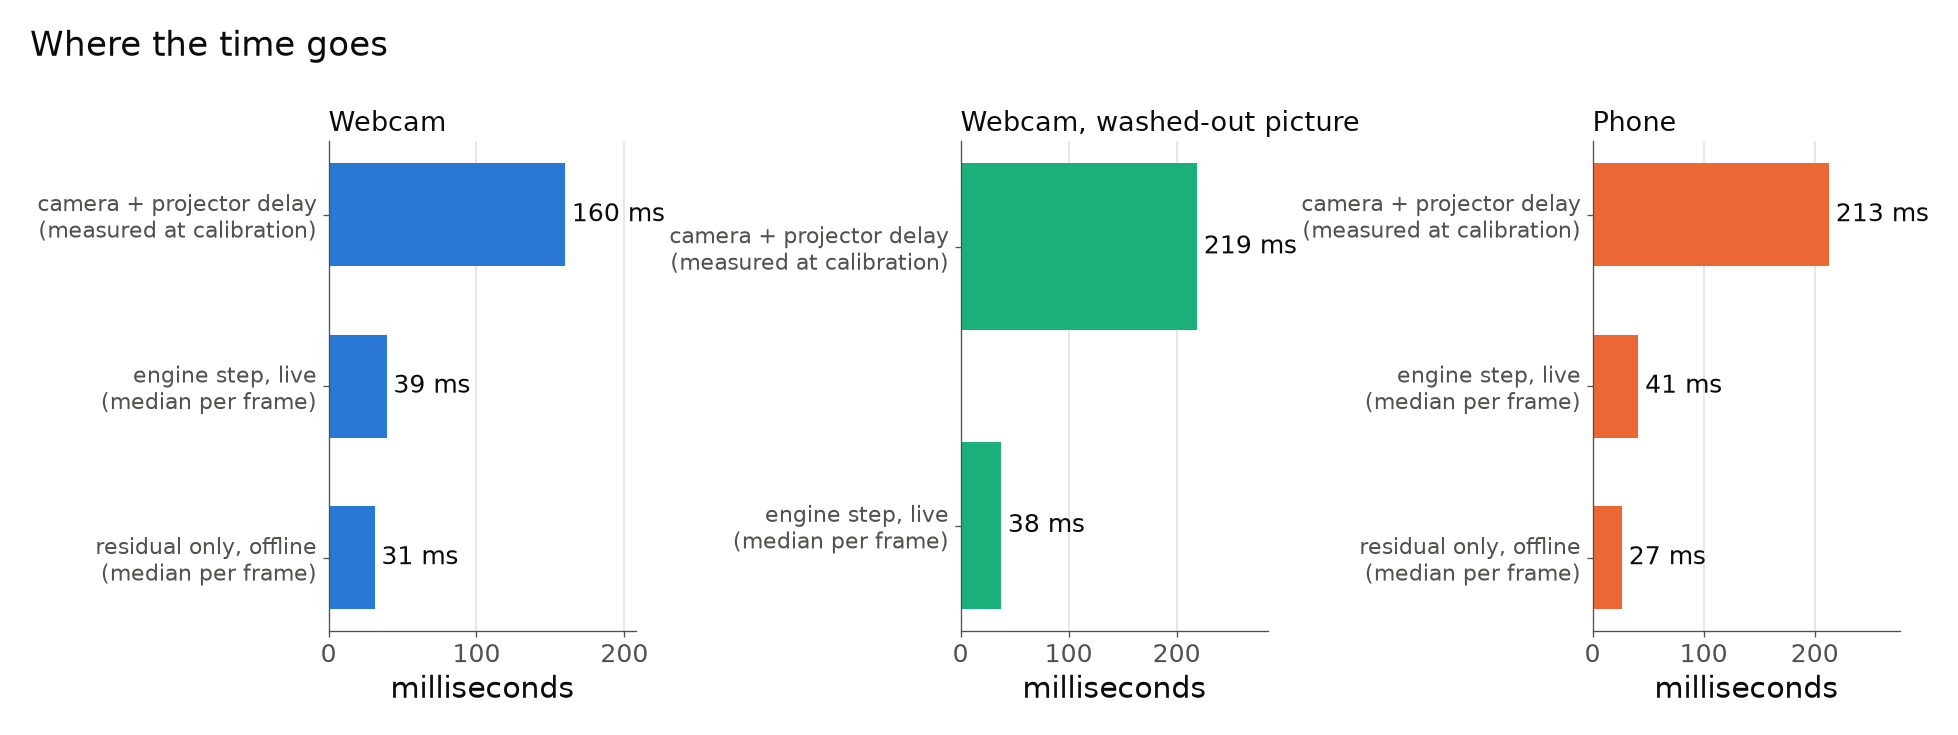 Where the time goes
Webcam
camera + projector delay
(measured at calibration)
160 ms
engine step, live
(median per frame)
39 ms
residual only, offline
(median per frame)
31 ms
0 100 200
milliseconds
Webcam, washed-out picture
camera + projector delay
(measured at calibration)
219 ms
engine step, live
(median per frame)
38 ms
0 100 200
milliseconds
Phone
camera + projector delay
(measured at calibration)
213 ms
engine step, live
(median per frame)
41 ms
residual only, offline
(median per frame)
27 ms
0 100 200
milliseconds